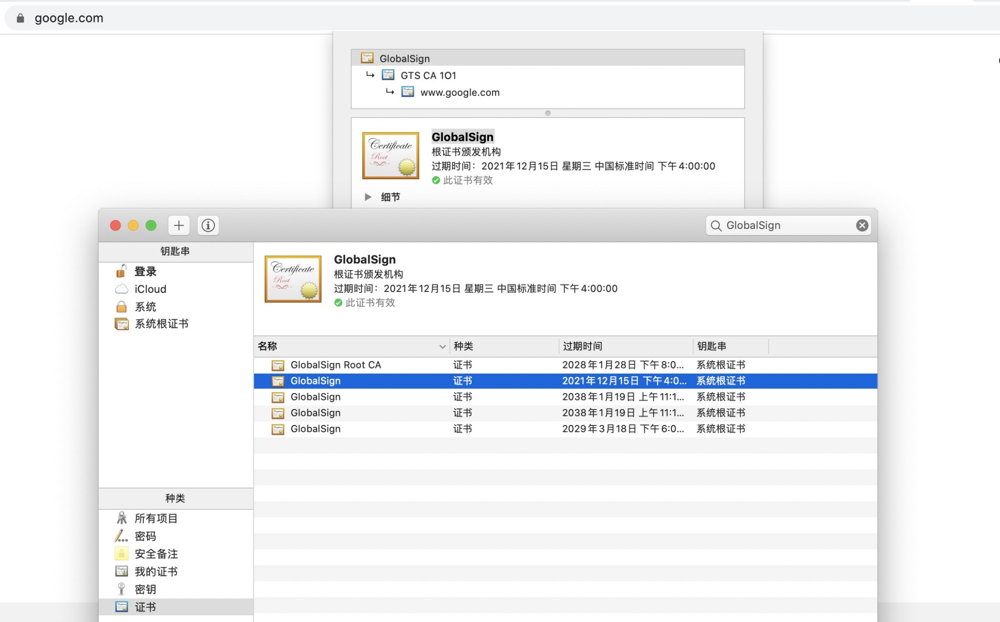 google.com
GlobalSign
GTS CA 1O1
www.google.com
GlobalSign
根证书颁发机构
过期时间：2021年12月15日 星期三 中国标准时间 下午4:00:00
此证书有效
细节
GlobalSign
钥匙串
登录
iCloud
系统
系统根证书
GlobalSign
根证书颁发机构
过期时间：2021年12月15日 星期三 中国标准时间 下午4:00:00
此证书有效
名称 种类 过期时间 钥匙串
GlobalSign Root CA 证书 2028年1月28日 下午8:0... 系统根证书
GlobalSign 证书 2021年12月15日 下午4:0... 系统根证书
GlobalSign 证书 2038年1月19日 上午11:1... 系统根证书
GlobalSign 证书 2038年1月19日 上午11:1... 系统根证书
GlobalSign 证书 2029年3月18日 下午6:0... 系统根证书
种类
所有项目
密码
安全备注
我的证书
密钥
证书
Certificate
Root
Certificate
Root